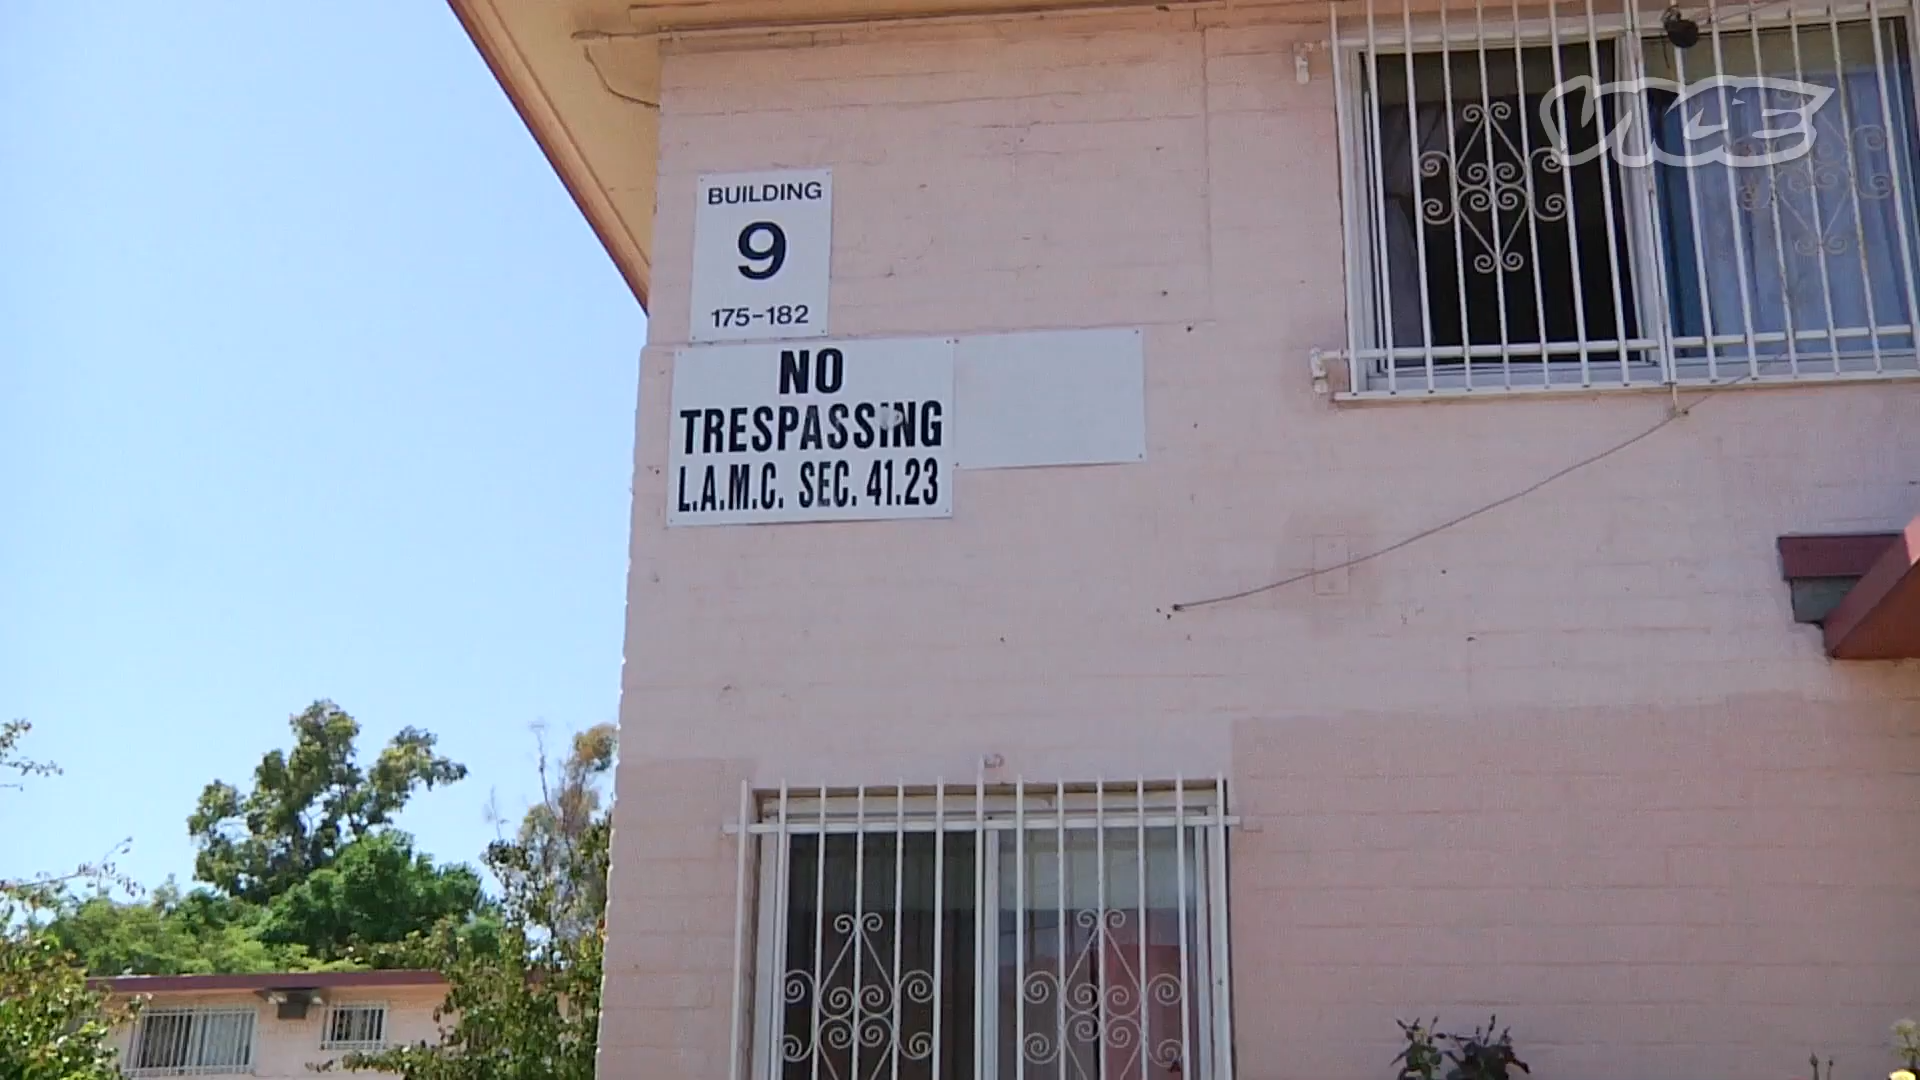 VICE
BUILDING
9
175-182
NO
TRESPASSING
L.A.M.C. SEC. 41.23